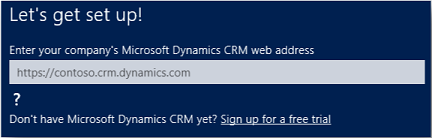 Let's get set up!
Enter your company's Microsoft Dynamics CRM web address
https://contoso.crm.dynamics.com
?
Don't have Microsoft Dynamics CRM yet? Sign up for a free trial